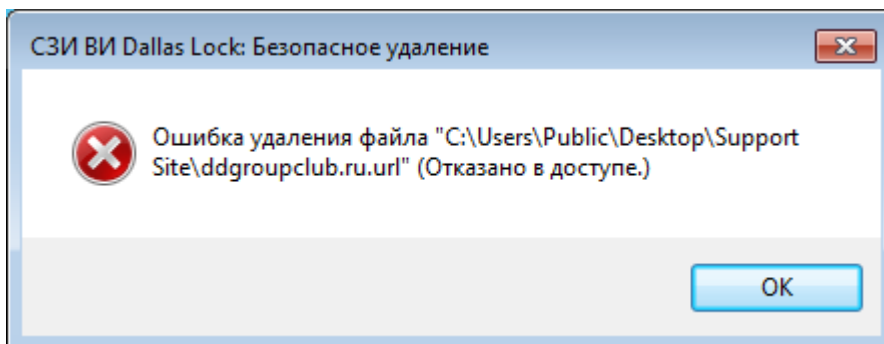 СЗИ ВИ Dallas Lock: Безопасное удаление
Ошибка удаления файла "C:\Users\Public\Desktop\Support
Site\ddgroupclub.ru.url" (Отказано в доступе.)
OK